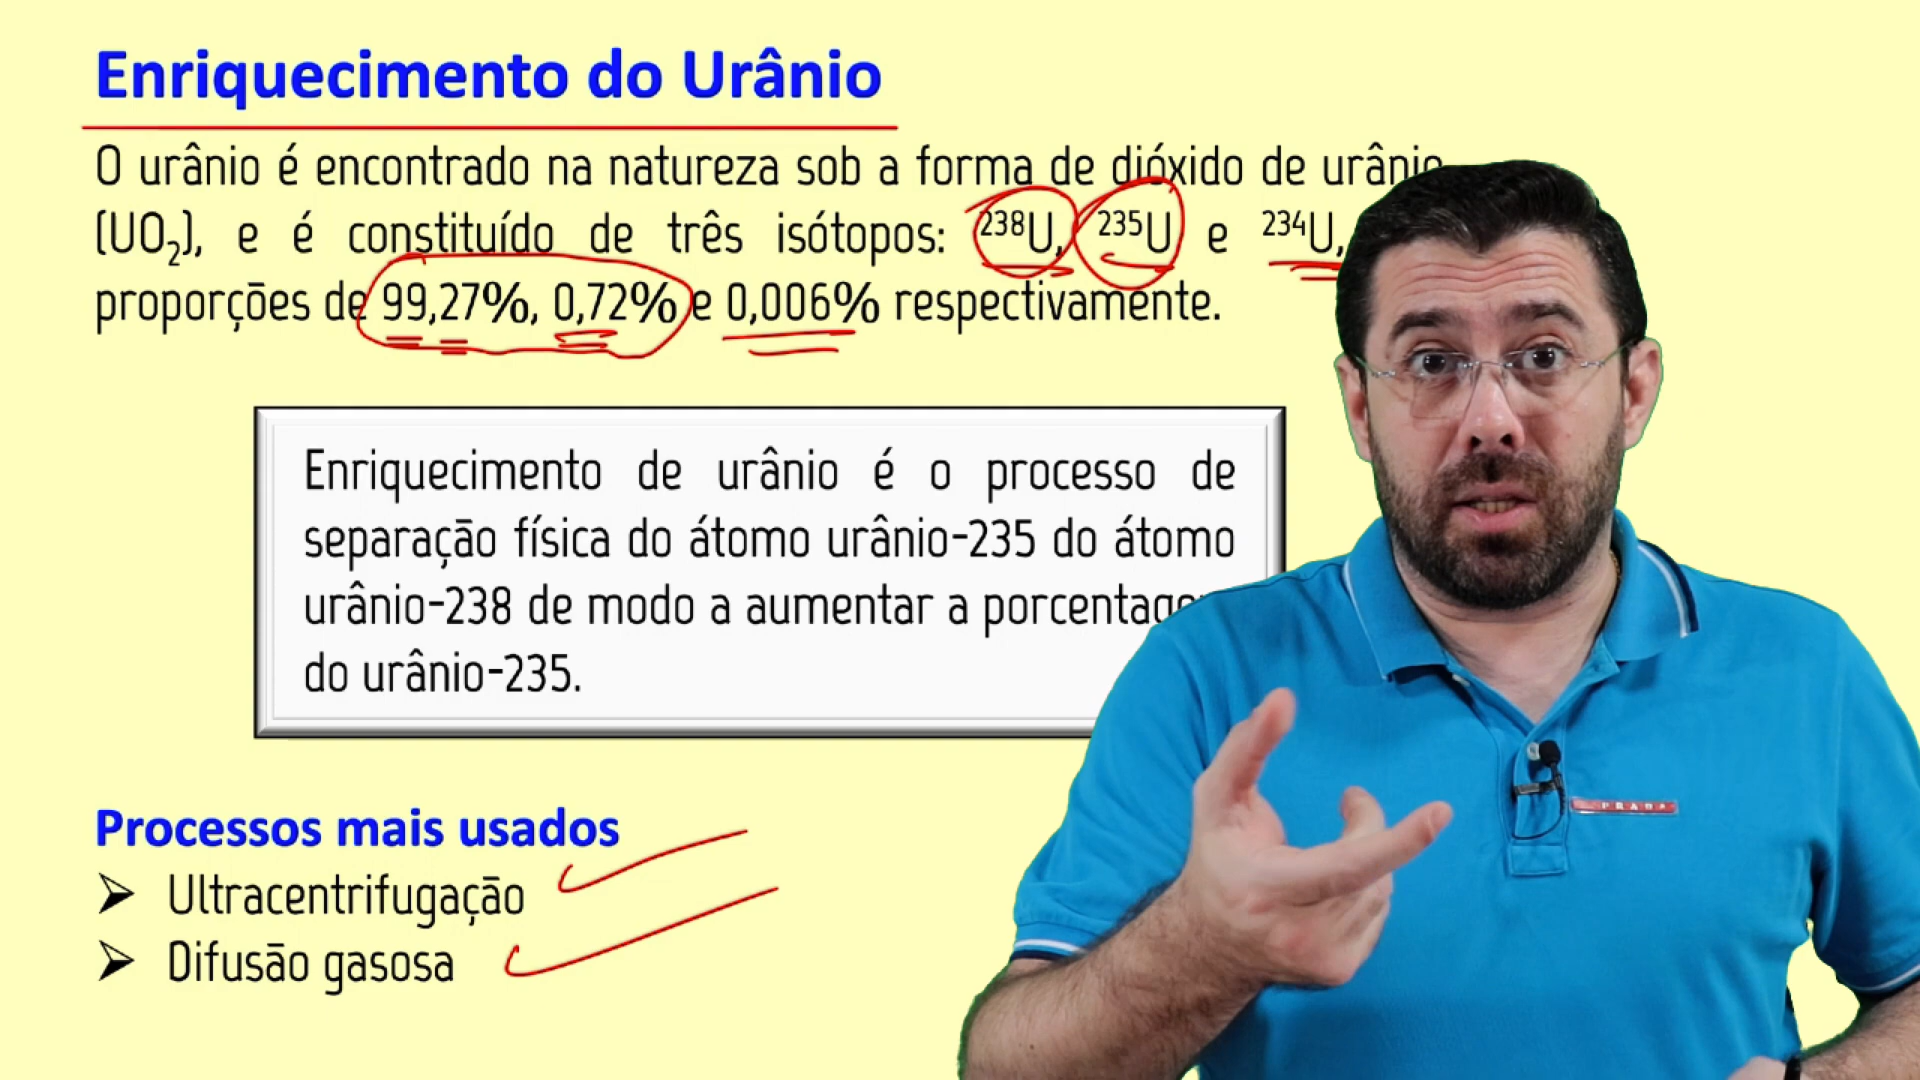 Enriquecimento do Urânio
O urânio é encontrado na natureza sob a forma de dióxido de urânio
(UO₂), e é constituído de três isótopos: ²³⁸U, ²³⁵U e ²³⁴U,
proporções de 99,27%, 0,72% e 0,006% respectivamente.
Enriquecimento de urânio é o processo de
separação física do átomo urânio-235 do átomo
urânio-238 de modo a aumentar a
do urânio-235.
Processos mais usados
➢ Ultracentrifugação
➢ Difusão gasosa
PRADA